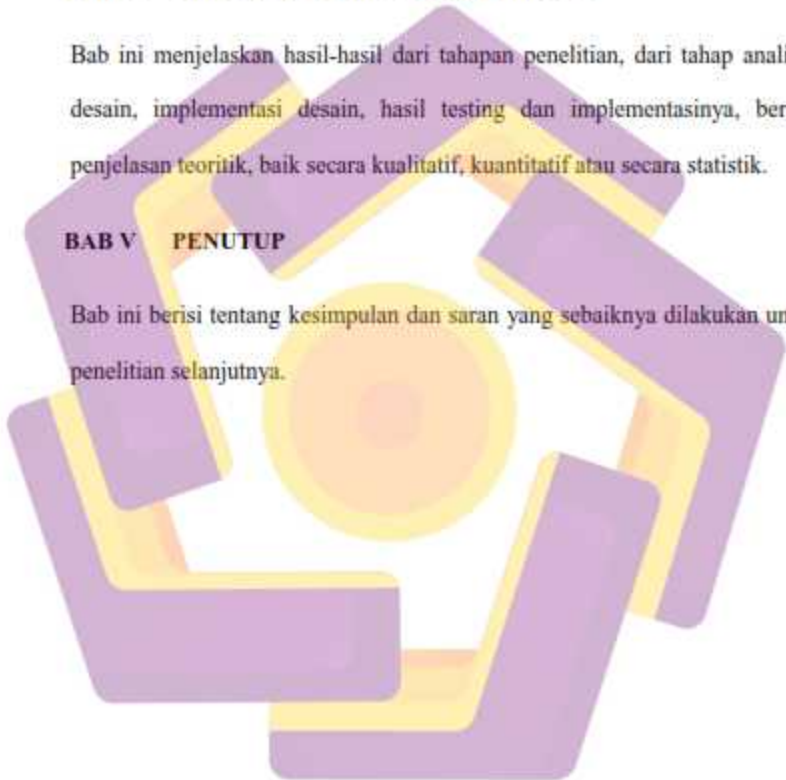 Bab ini menjelaskan hasil-hasil dari tahapan penelitian, dari tahap anali
desain, implementasi desain, hasil testing dan implementasinya, ber
penjelasan teoritik, baik secara kualitatif, kuantitatif atau secara statistik.
BAB V PENUTUP
Bab ini berisi tentang kesimpulan dan saran yang sebaiknya dilakukan un
penelitian selanjutnya.